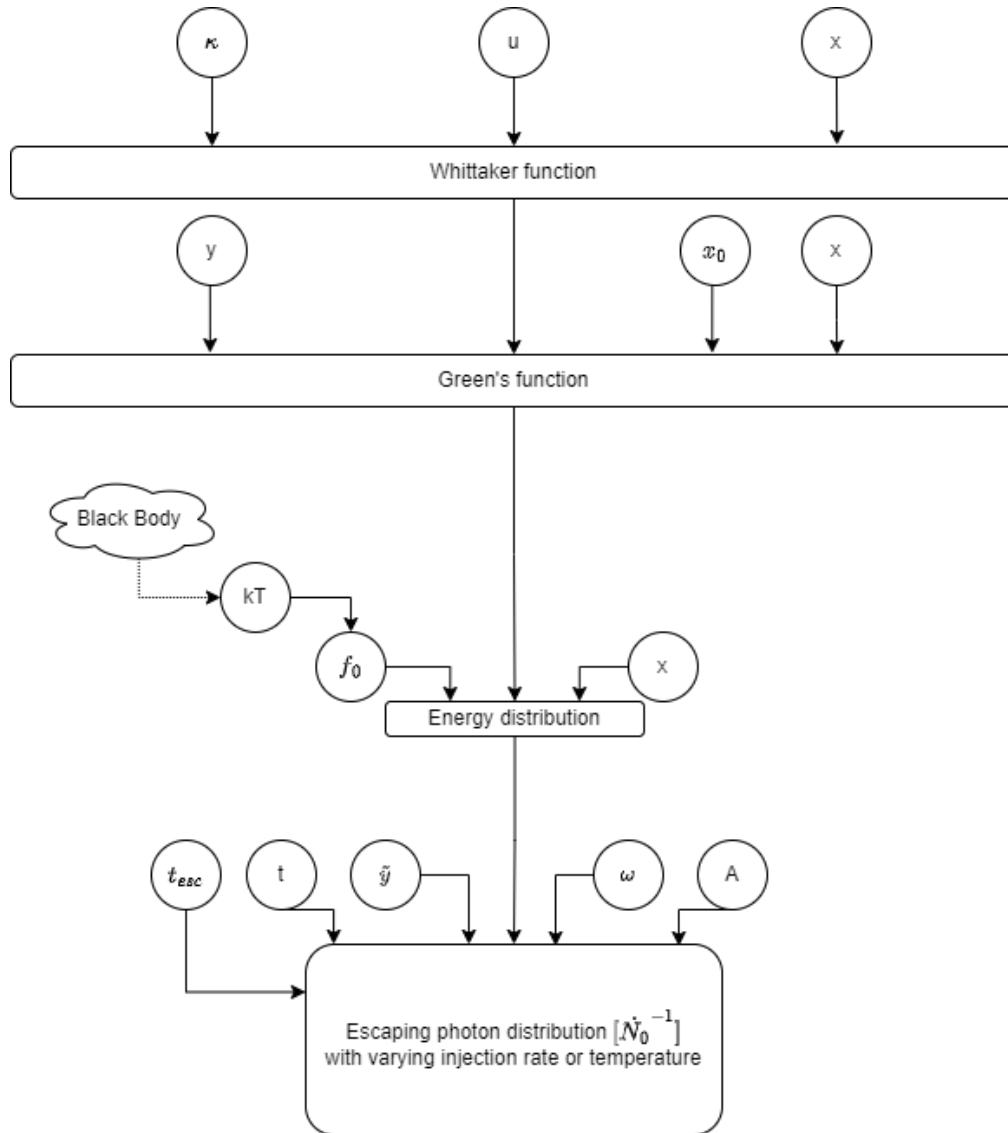 κ
u
x
Whittaker function
y
x₀
x
Green's function
Black Body
kT
f₀
x
Energy distribution
t_esc
t
ỹ
ω
A
Escaping photon distribution [Ṅ₀⁻¹]
with varying injection rate or temperature